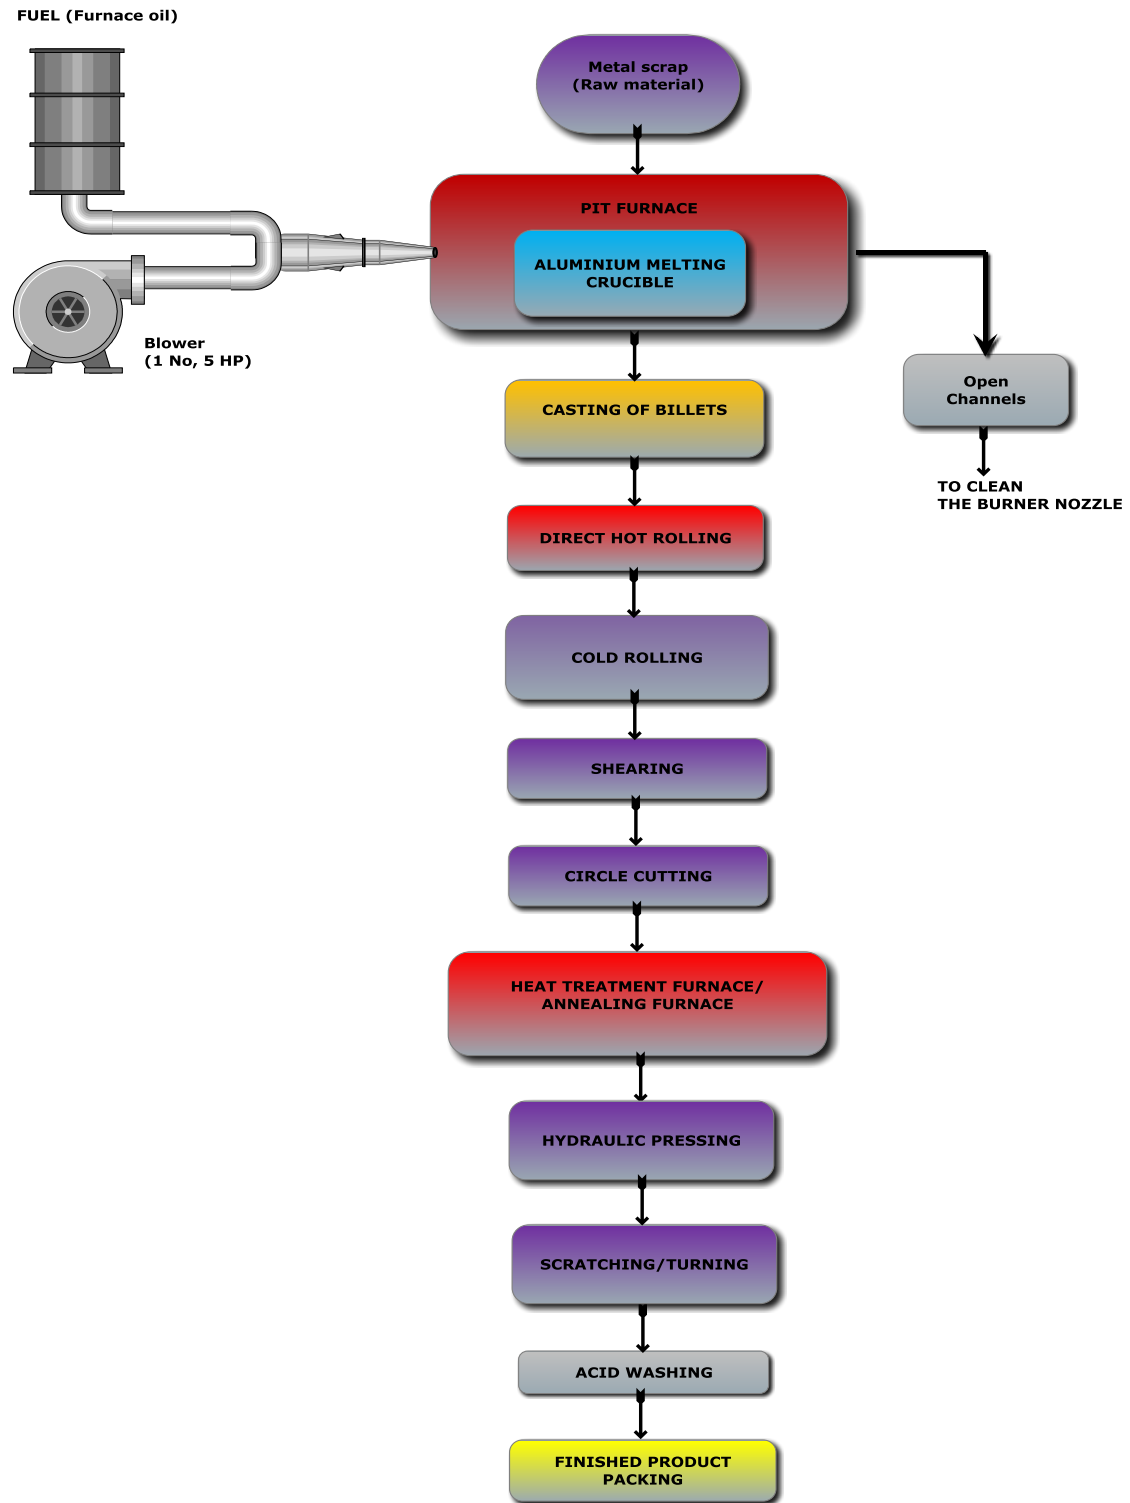 FUEL (Furnace oil)
Metal scrap
(Raw material)
PIT FURNACE
ALUMINIUM MELTING
CRUCIBLE
Blower
(1 No, 5 HP)
Open
Channels
CASTING OF BILLETS
TO CLEAN
THE BURNER NOZZLE
DIRECT HOT ROLLING
COLD ROLLING
SHEARING
CIRCLE CUTTING
HEAT TREATMENT FURNACE/
ANNEALING FURNACE
HYDRAULIC PRESSING
SCRATCHING/TURNING
ACID WASHING
FINISHED PRODUCT
PACKING